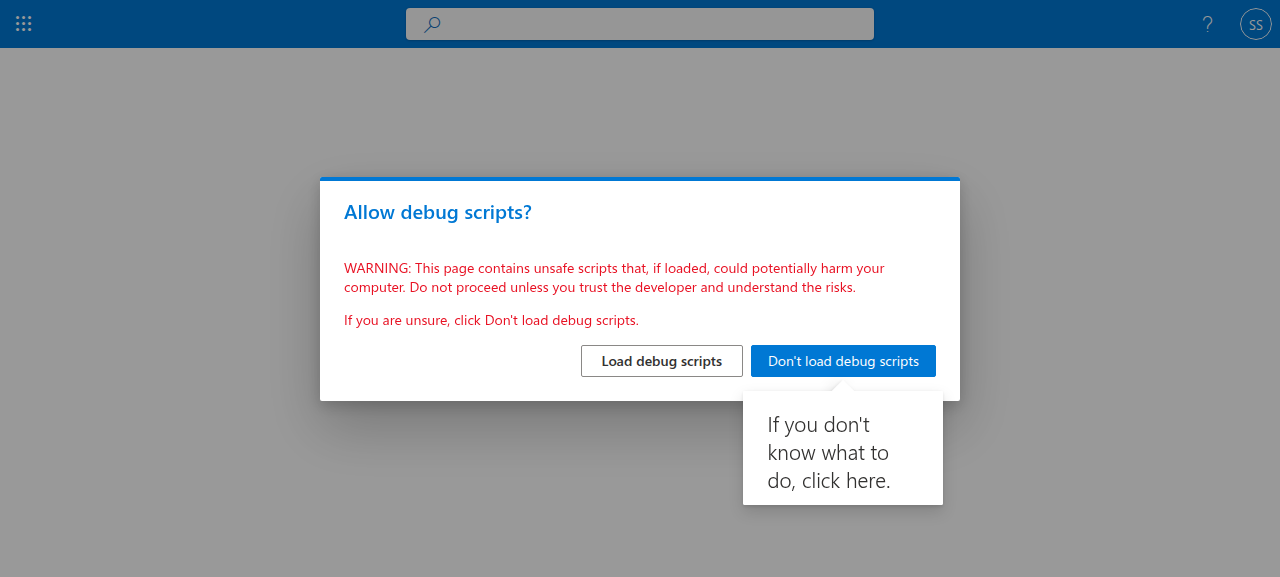 ?
SS
Allow debug scripts?
WARNING: This page contains unsafe scripts that, if loaded, could potentially harm your
computer. Do not proceed unless you trust the developer and understand the risks.
If you are unsure, click Don't load debug scripts.
Load debug scripts
Don't load debug scripts
If you don't
know what to
do, click here.